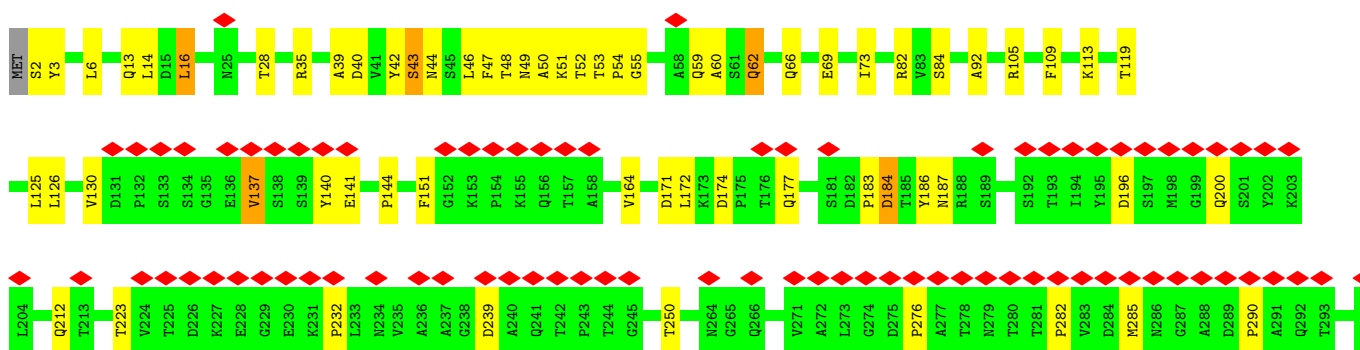 MET S2 Y3 L6 Q13 L14 D15 L16 N25 T28 R35 A39 D40 V41 Y42 S43 N44 S45 L46 F47 T48 N49 A50 K51 T52 T53 P54 G55 A58 Q59 A60 S61 Q62 Q66 E69 I73 R82 V83 S84 A92 R105 F109 K113 T119
L125 L126 V130 D131 P132 S133 S134 G135 E136 V137 S138 S139 Y140 E141 P144 F151 G152 K153 P154 K155 Q156 T157 A158 V164 D171 L172 K173 D174 P175 T176 Q177 S181 D182 P183 D184 T185 Y186 N187 R188 S189 S192 T193 I194 Y195 D196 S197 M198 G199 Q200 S201 Y202 K203
L204 Q212 T213 T223 V224 T225 D226 K227 E228 G229 E230 K231 P232 L233 N234 V235 A236 A237 G238 D239 A240 Q241 T242 P243 T244 G245 T250 N264 G265 Q266 V271 A272 L273 G274 D275 P276 A277 T278 N279 T280 T281 P282 V283 D284 M285 N286 G287 A288 D289 P290 A291 Q292 T293